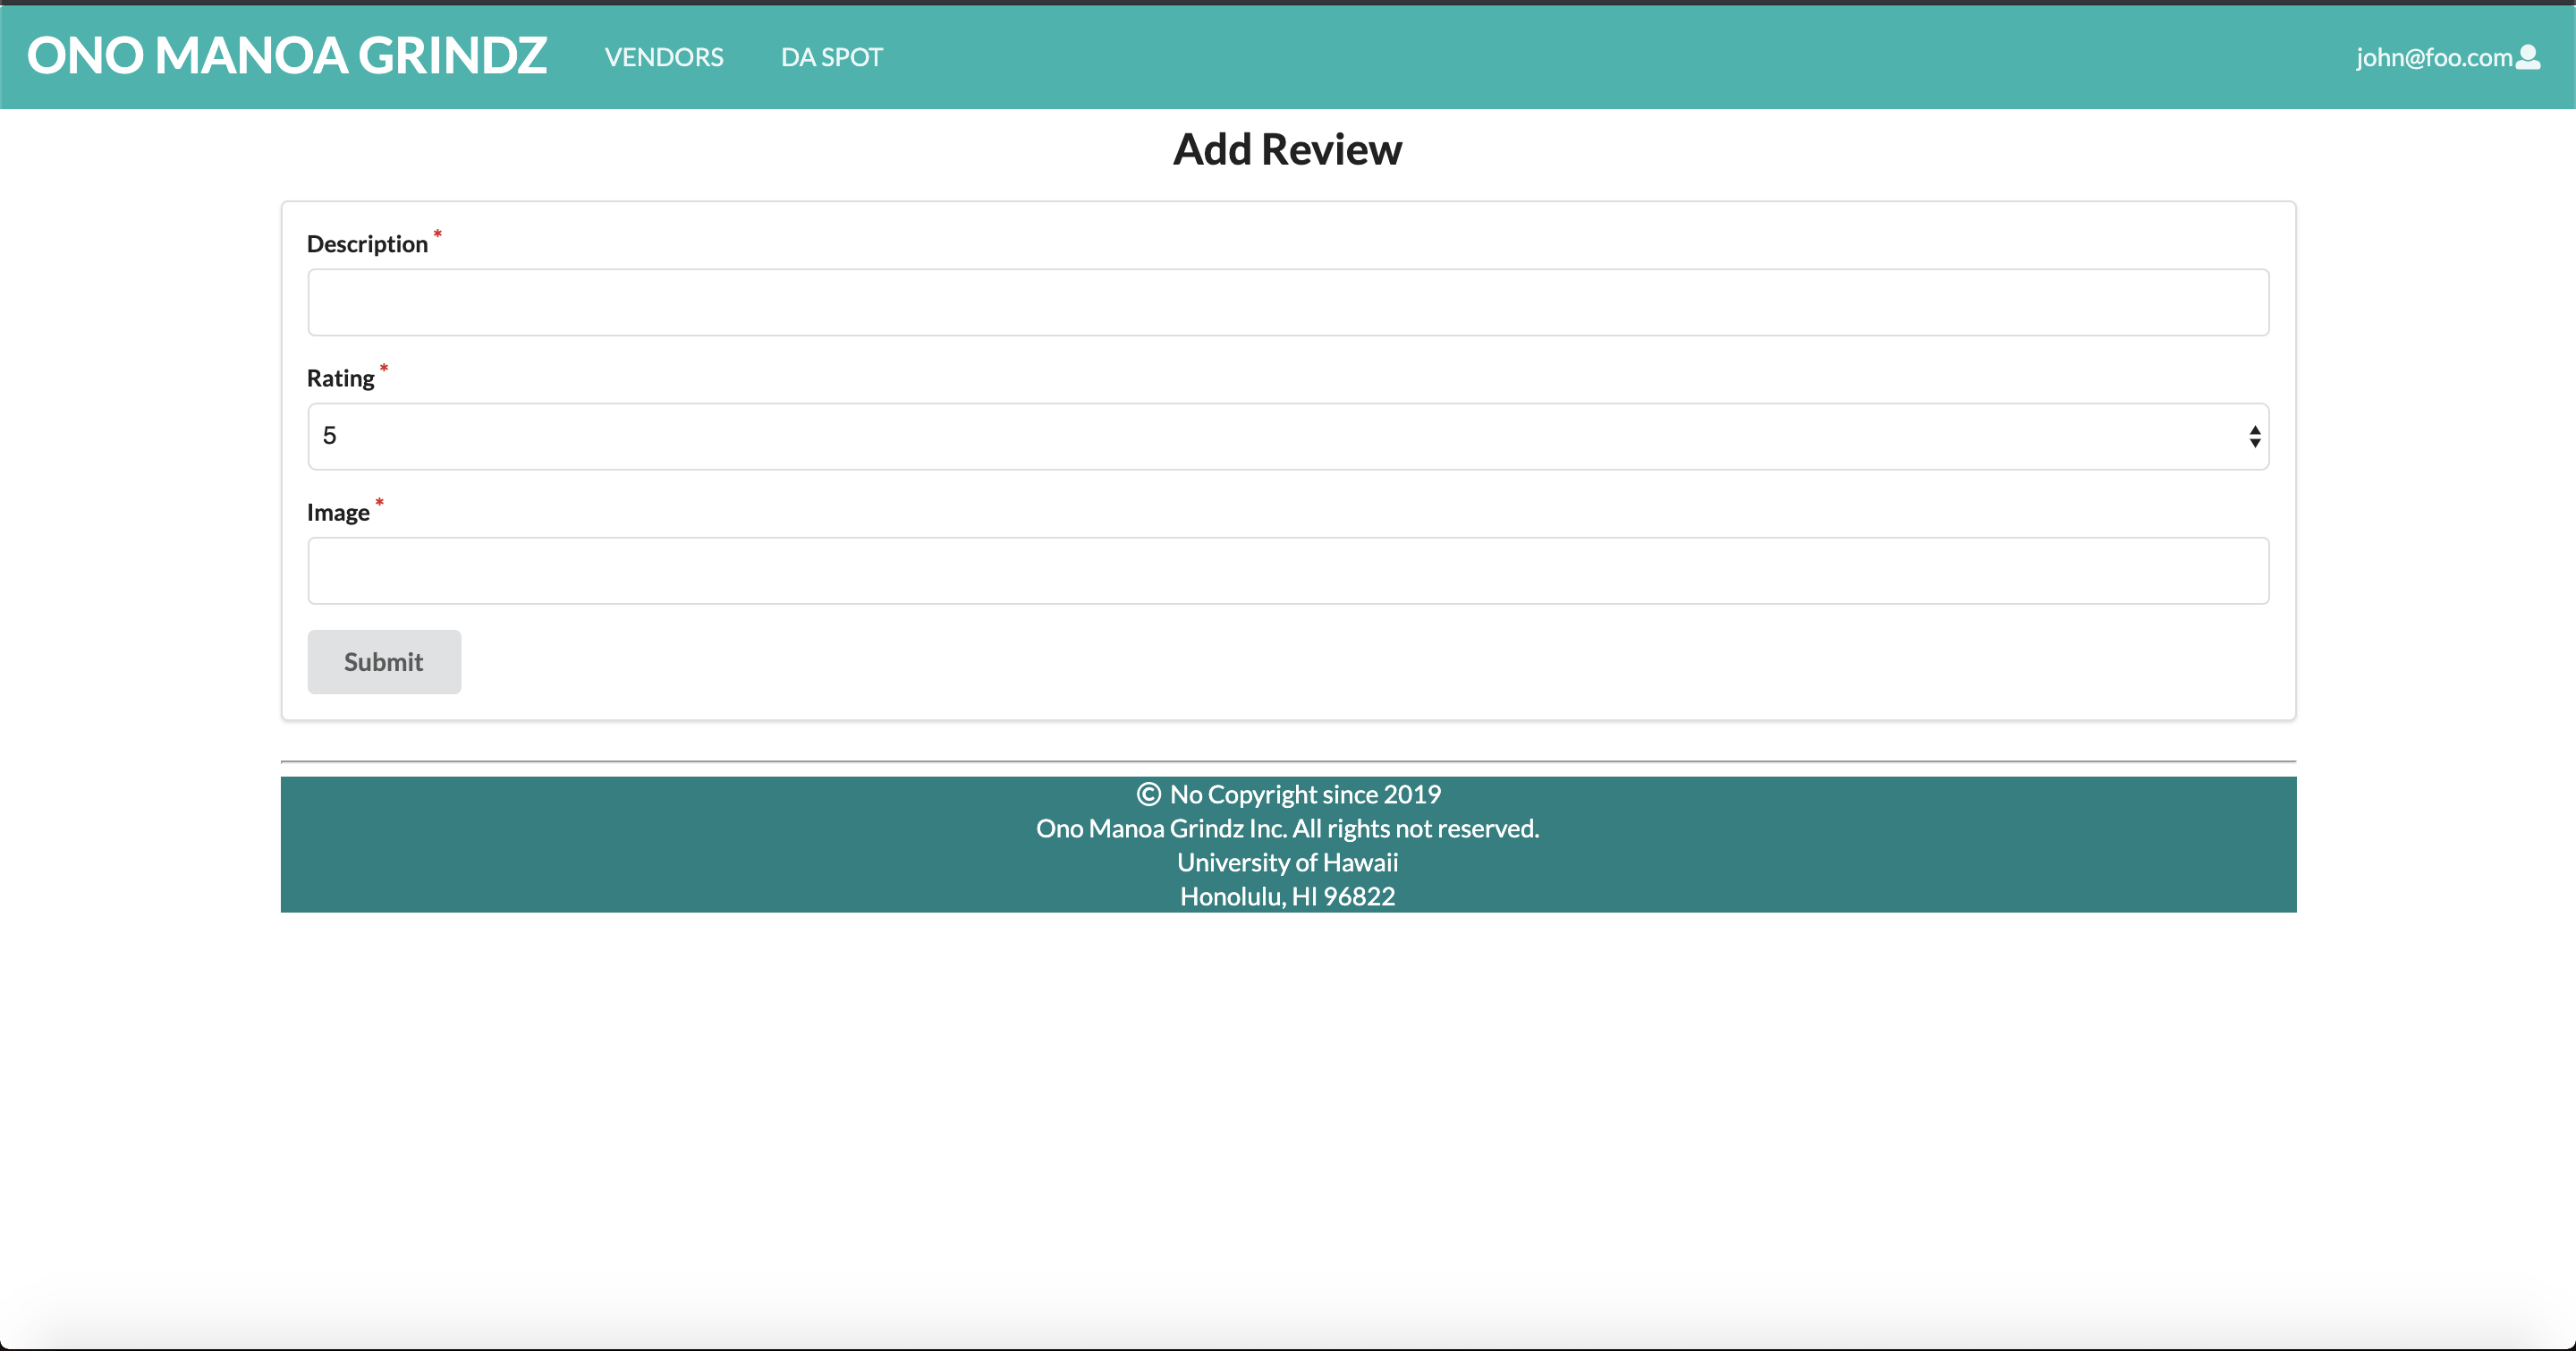 ONO MANOA GRINDZ VENDORS DA SPOT john@foo.com
Add Review
Description *
Rating *
5
Image *
Submit
© No Copyright since 2019
Ono Manoa Grindz Inc. All rights not reserved.
University of Hawaii
Honolulu, HI 96822